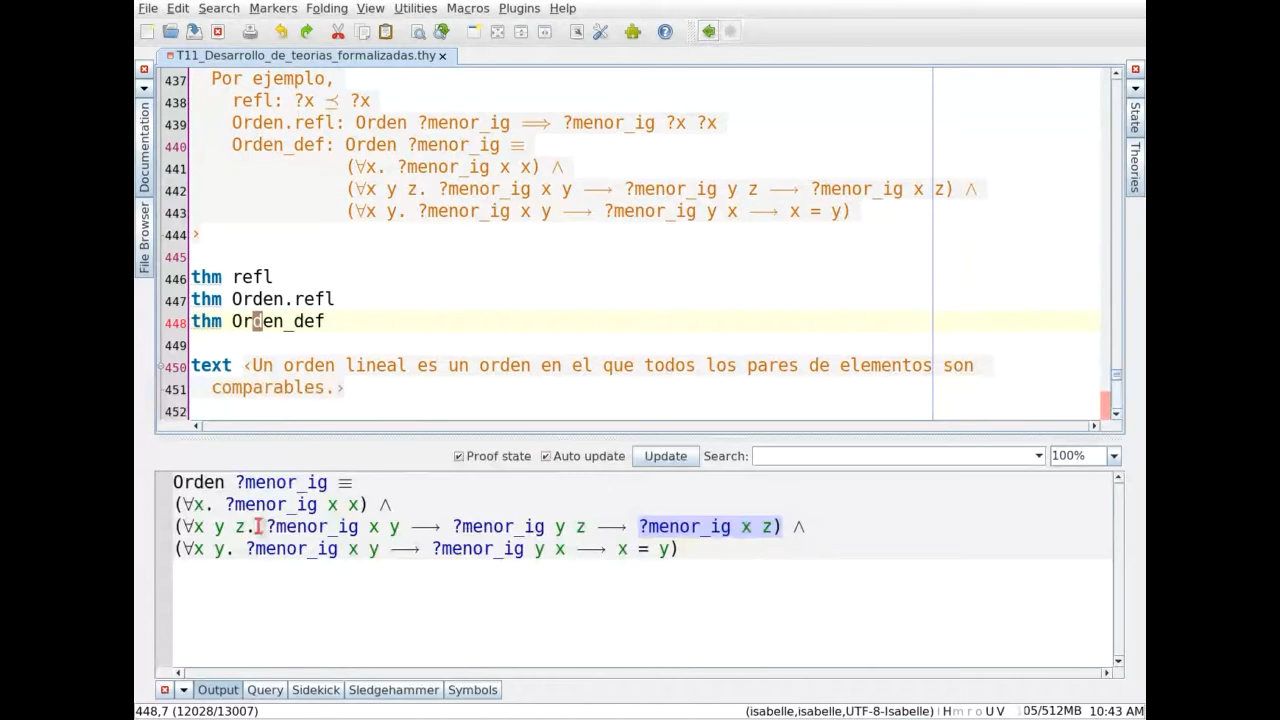 File Edit Search Markers Folding View Utilities Macros Plugins Help
T11_Desarrollo_de_teorias_formalizadas.thy
Documentation
File Browser
State
Theories
437 Por ejemplo,
438 refl: ?x ⪯ ?x
439 Orden.refl: Orden ?menor_ig ⟹ ?menor_ig ?x ?x
440 Orden_def: Orden ?menor_ig ≡
441 (∀x. ?menor_ig x x) ∧
442 (∀x y z. ?menor_ig x y ⟶ ?menor_ig y z ⟶ ?menor_ig x z) ∧
443 (∀x y. ?menor_ig x y ⟶ ?menor_ig y x ⟶ x = y)
444 ›
445
446 thm refl
447 thm Orden.refl
448 thm Orden_def
449
450 text ‹Un orden lineal es un orden en el que todos los pares de elementos son
451 comparables.›
452
Proof state Auto update Update Search: 100%
Orden ?menor_ig ≡
(∀x. ?menor_ig x x) ∧
(∀x y z. ?menor_ig x y ⟶ ?menor_ig y z ⟶ ?menor_ig x z) ∧
(∀x y. ?menor_ig x y ⟶ ?menor_ig y x ⟶ x = y)
Output Query Sidekick Sledgehammer Symbols
448,7 (12028/13007) (isabelle,isabelle,UTF-8-Isabelle) | H m r o U V 05/512MB 10:43 AM